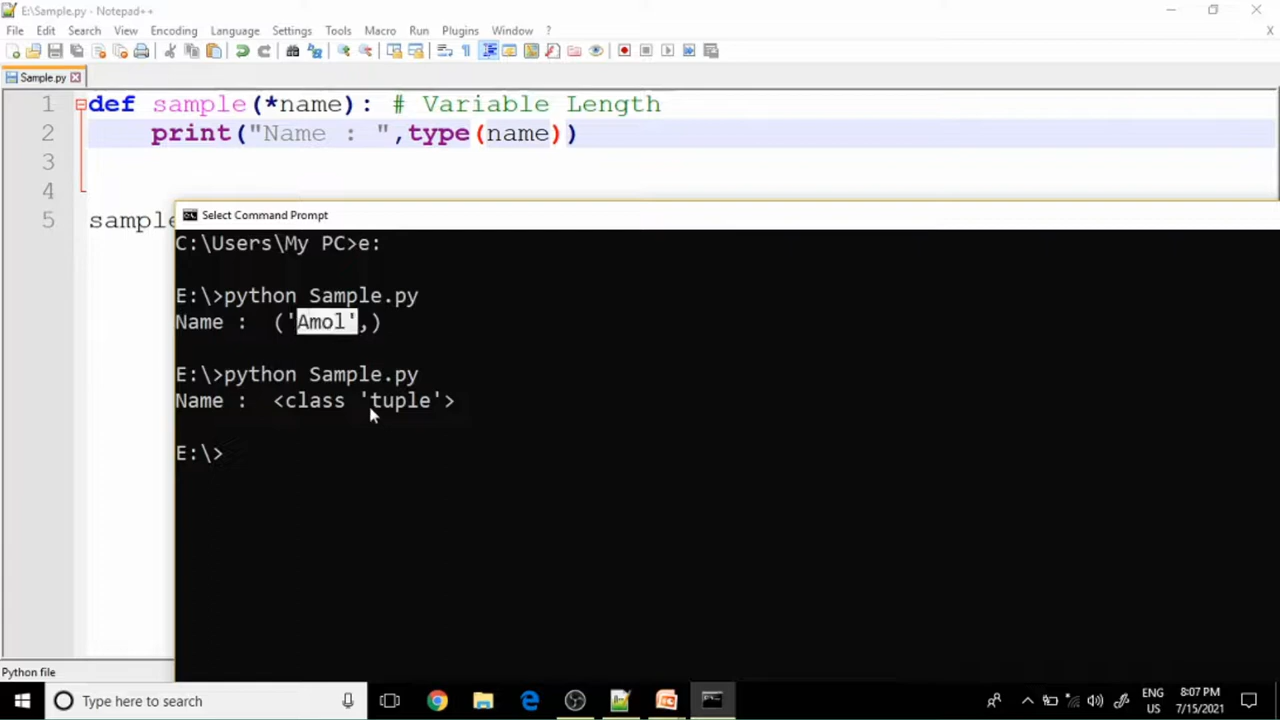 E:\Sample.py - Notepad++
File Edit Search View Encoding Language Settings Tools Macro Run Plugins Window ?
X
Sample.py
1 def sample(*name): # Variable Length
2 print("Name : ",type(name))
3
4
5 sample
Select Command Prompt
C:\Users\My PC>e:
E:\>python Sample.py
Name :  ('Amol',)
E:\>python Sample.py
Name :  <class 'tuple'>
E:\>
Python file
Type here to search
ENG
US
8:07 PM
7/15/2021